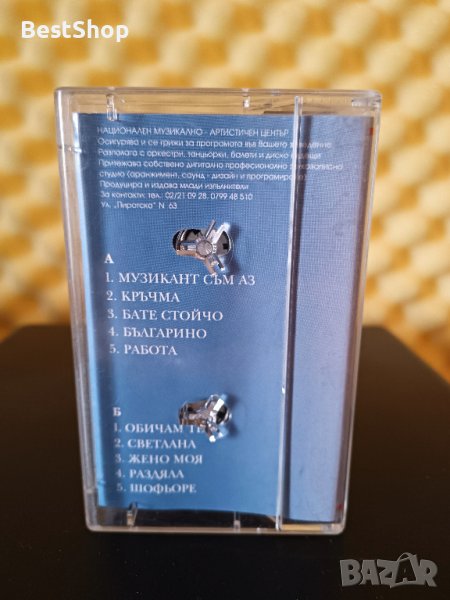 BestShop
НАЦИОНАЛЕН МУЗИКАЛНО - АРТИСТИЧЕН ЦЕНТЪР
Осигурява и се грижи за програмата във Вашето заведение
Разполага с оркестри, танцьорки, балети и диско водещи
Притежава собствено дигитално професионално звукозаписно
студио (аранжимент, саунд - дизайн и програмиране)
Продуцира и издава млади изпълнители
За контакти: тел.: 02/21 09 28, 0799 48 510
Ул. „Пиротска" N 63
А
1. МУЗИКАНТ СЪМ АЗ
2. КРЪЧМА
3. БАТЕ СТОЙЧО
4. БЪЛГАРИНО
5. РАБОТА
Б
1. ОБИЧАМ ТЕ
2. СВЕТЛАНА
3. ЖЕНО МОЯ
4. РАЗДЯЛА
5. ШОФЬОРЕ
BAZAR